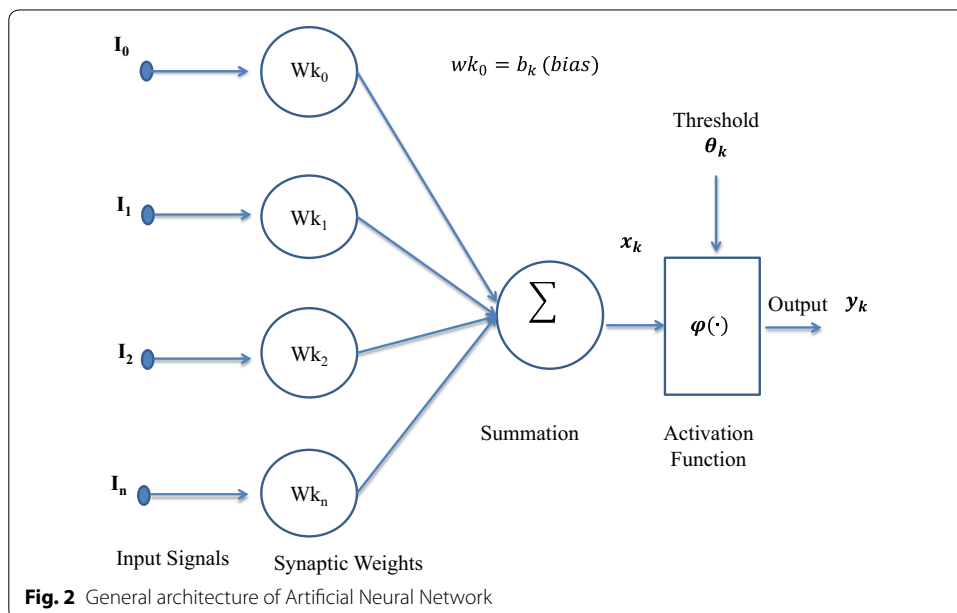 I₀
Wk₀
wk₀ = bₖ (bias)
Threshold
θₖ
I₁
Wk₁
xₖ
∑
φ(·)
Output yₖ
I₂
Wk₂
Summation
Activation
Function
Iₙ
Wkₙ
Input Signals
Synaptic Weights
Fig. 2 General architecture of Artificial Neural Network